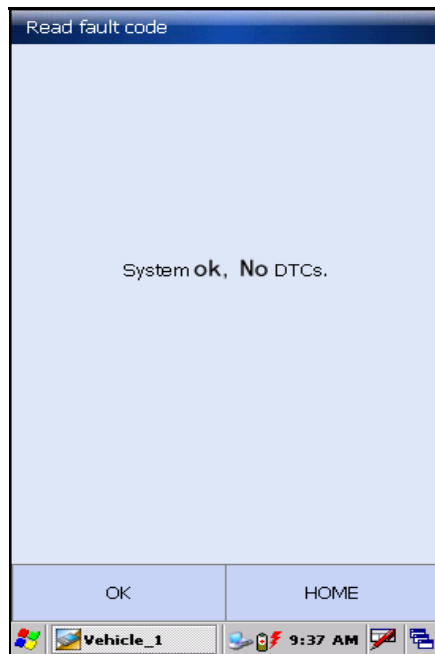 Read fault code
System ok, No DTCs.
OK
HOME
Vehicle_1
9:37 AM